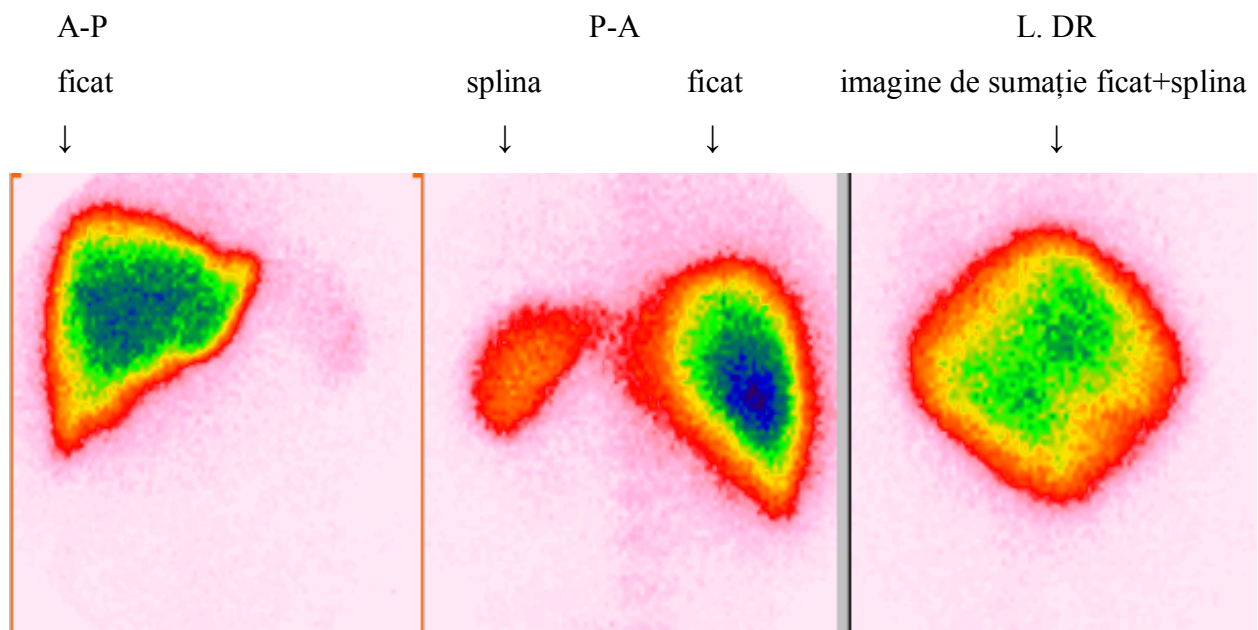 A-P P-A L. DR
ficat splina ficat imagine de sumație ficat+splina
↓ ↓ ↓ ↓